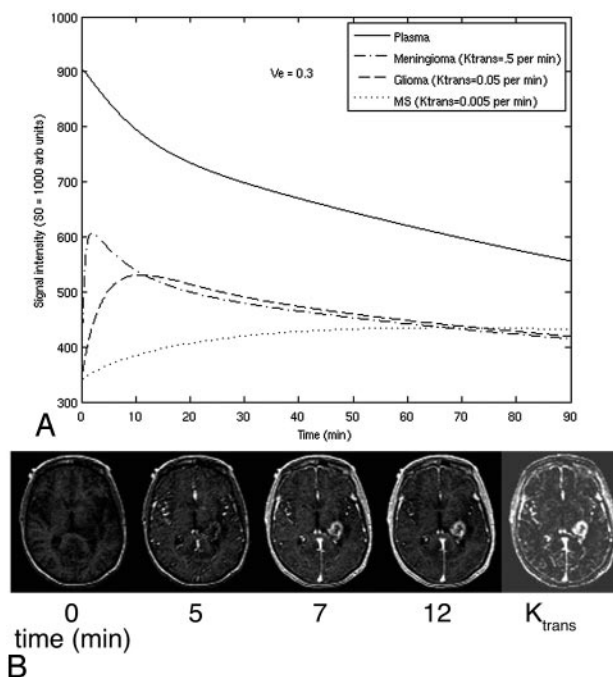 1000
900
800
700
600
500
400
300
Signal intensity (S0 = 1000 arb units)
Ve = 0.3
Plasma
Meningioma (Ktrans=.5 per min)
Glioma (Ktrans=0.05 per min)
MS (Ktrans=0.005 per min)
0 10 20 30 40 50 60 70 80 90
Time (min)
A
0 5 7 12 Ktrans
time (min)
B